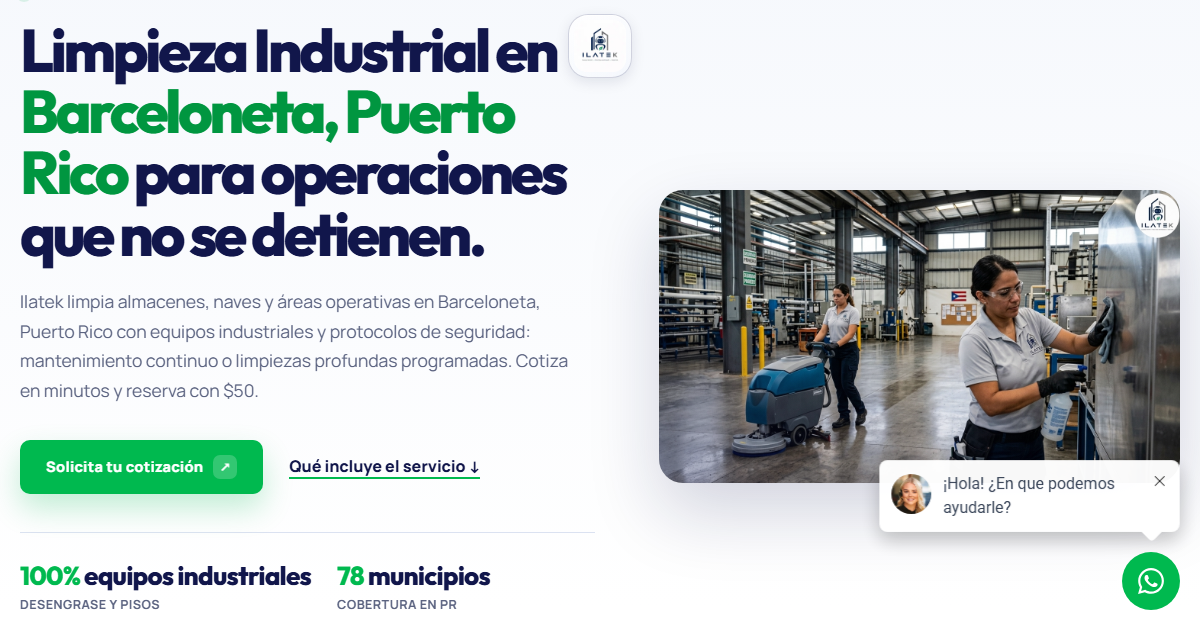 Limpieza Industrial en
ILATEK
Barceloneta, Puerto
Rico para operaciones
que no se detienen.
Ilatek limpia almacenes, naves y áreas operativas en Barceloneta,
Puerto Rico con equipos industriales y protocolos de seguridad:
mantenimiento continuo o limpiezas profundas programadas. Cotiza
en minutos y reserva con $50.
Solicita tu cotización ↗
Qué incluye el servicio ↓
ILATEK
¡Hola! ¿En que podemos
ayudarle?
100% equipos industriales
DESENGRASE Y PISOS
78 municipios
COBERTURA EN PR